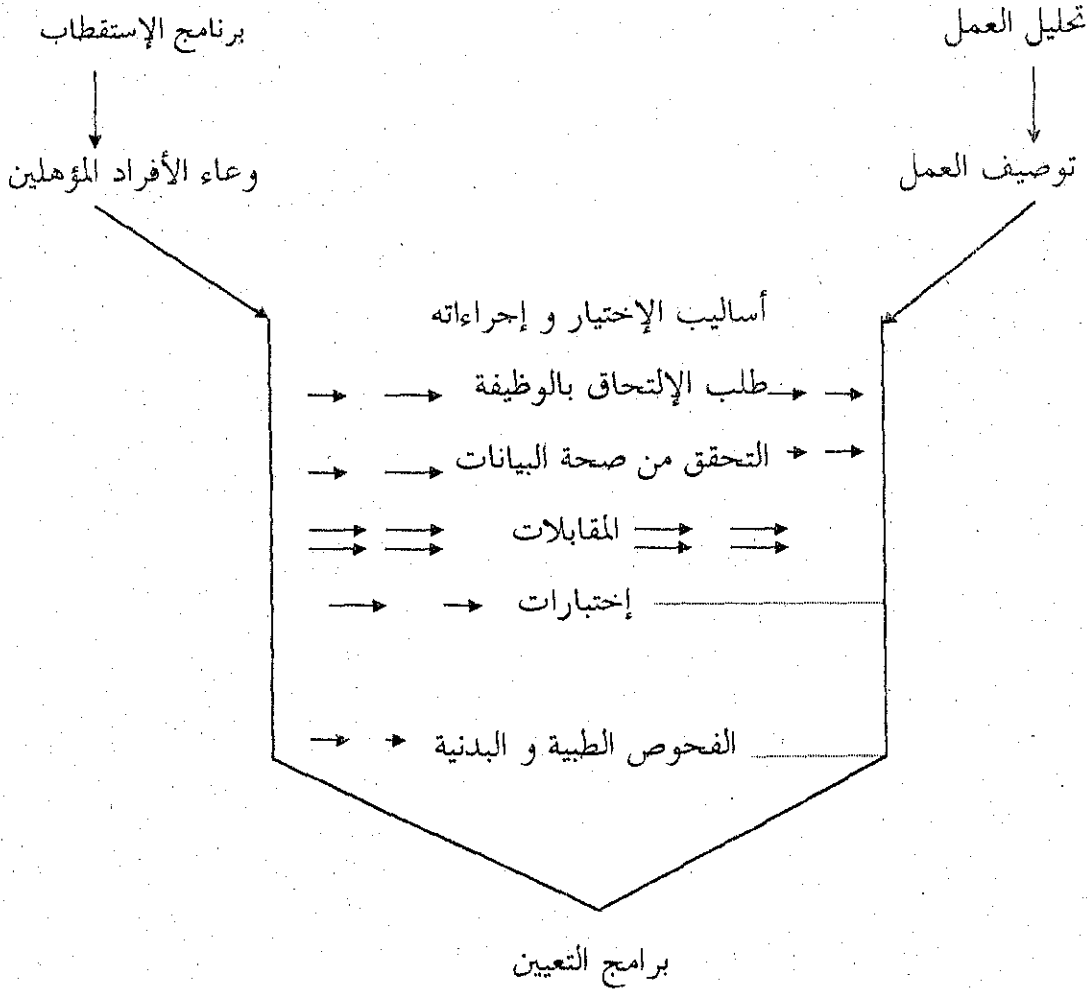 تحليل العمل
برنامج الإستقطاب
توصيف العمل
وعاء الأفراد المؤهلين
أساليب الإختيار و إجراءاته
طلب الإلتحاق بالوظيفة
التحقق من صحة البيانات
المقابلات
إختبارات
الفحوص الطبية و البدنية
برامج التعيين